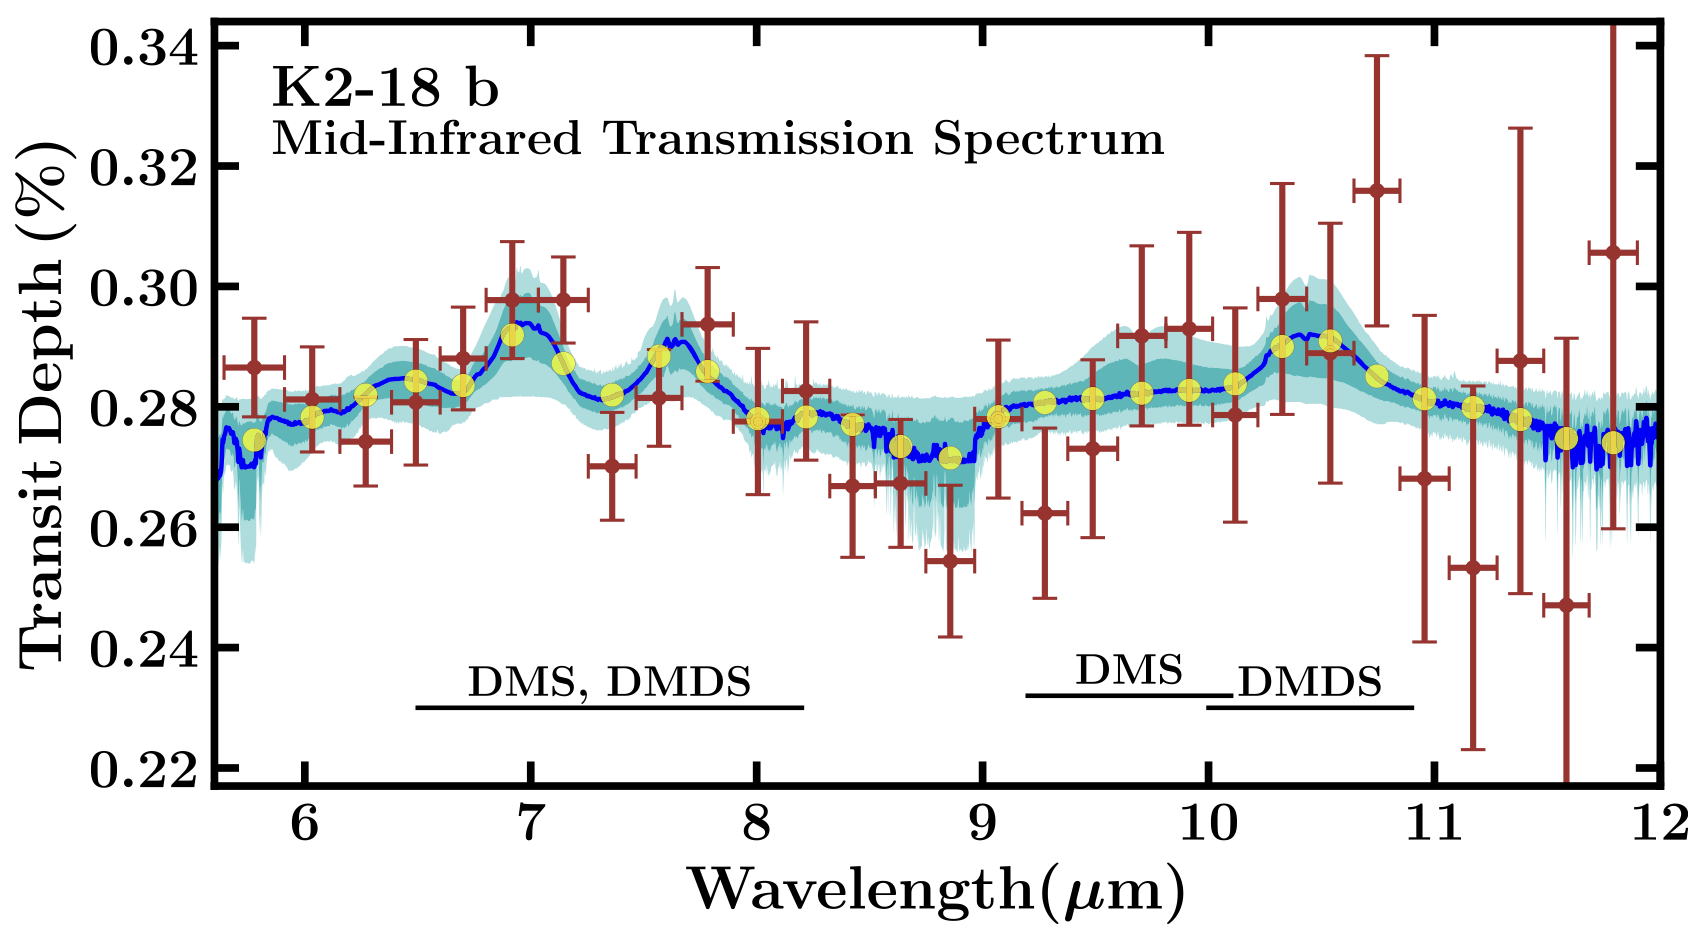 K2-18 b
Mid-Infrared Transmission Spectrum
Transit Depth (%)
0.34
0.32
0.30
0.28
0.26
0.24
0.22
DMS, DMDS
DMS
DMDS
6 7 8 9 10 11 12
Wavelength(μm)